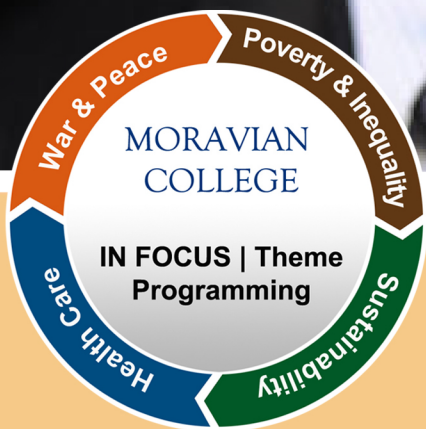 War & Peace
Poverty & Inequality
MORAVIAN
COLLEGE
IN FOCUS | Theme
Programming
Health Care
Sustainability